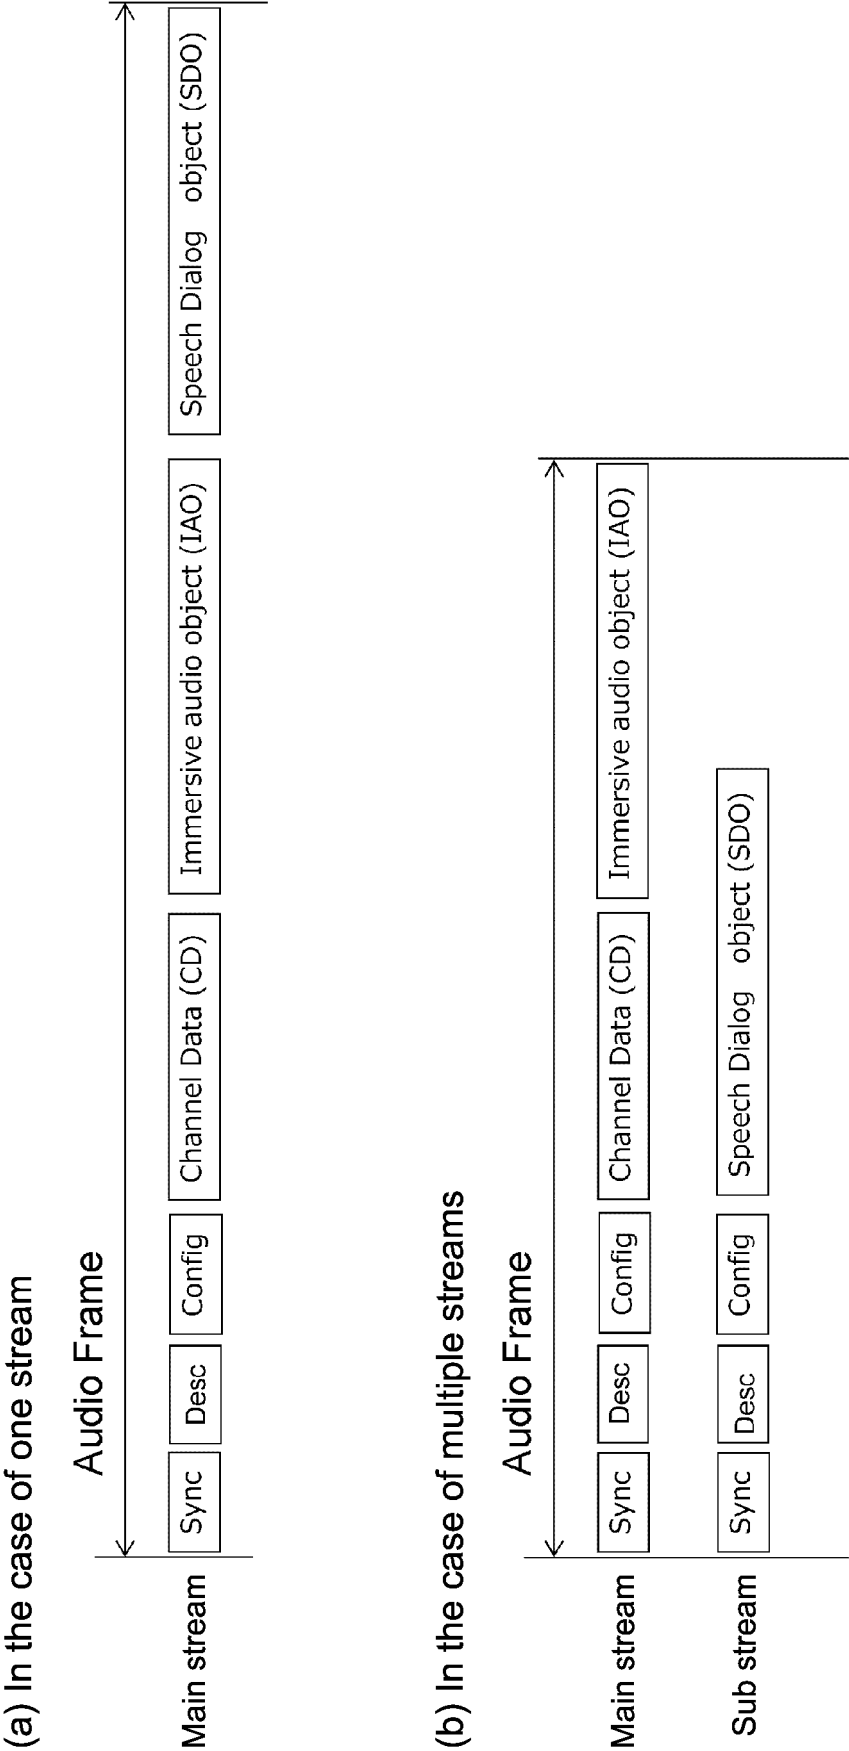 (a) In the case of one stream
Audio Frame
Main stream Sync Desc Config Channel Data (CD) Immersive audio object (IAO) Speech Dialog object (SDO)
(b) In the case of multiple streams
Audio Frame
Main stream Sync Desc Config Channel Data (CD) Immersive audio object (IAO)
Sub stream Sync Desc Config Speech Dialog object (SDO)